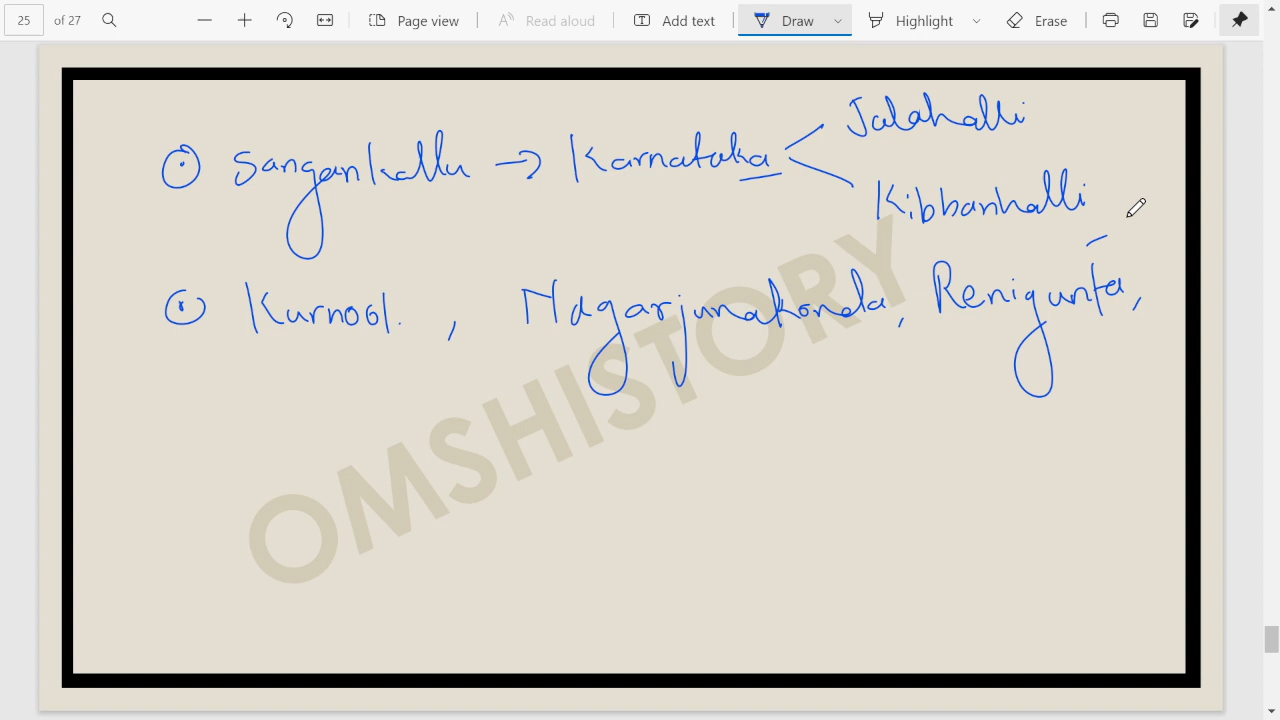 25 of 27 Page view Read aloud Add text Draw Highlight Erase
Jalahalli
Sangankallu → Karnataka
Kibbanhalli
Kurnool. , Nagarjunakonda, Renigunta,
OMSHISTORY